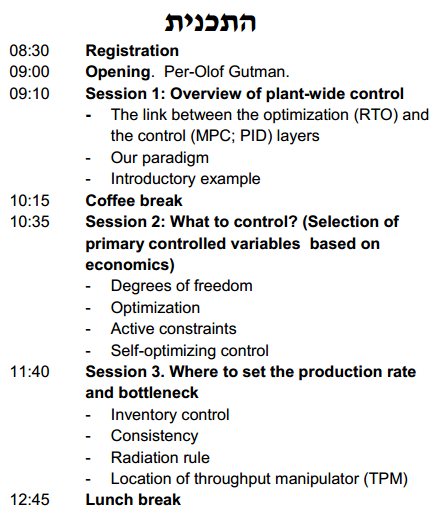 התכנית
08:30 Registration
09:00 Opening. Per-Olof Gutman.
09:10 Session 1: Overview of plant-wide control
- The link between the optimization (RTO) and
the control (MPC; PID) layers
- Our paradigm
- Introductory example
10:15 Coffee break
10:35 Session 2: What to control? (Selection of
primary controlled variables based on
economics)
- Degrees of freedom
- Optimization
- Active constraints
- Self-optimizing control
11:40 Session 3. Where to set the production rate
and bottleneck
- Inventory control
- Consistency
- Radiation rule
- Location of throughput manipulator (TPM)
12:45 Lunch break